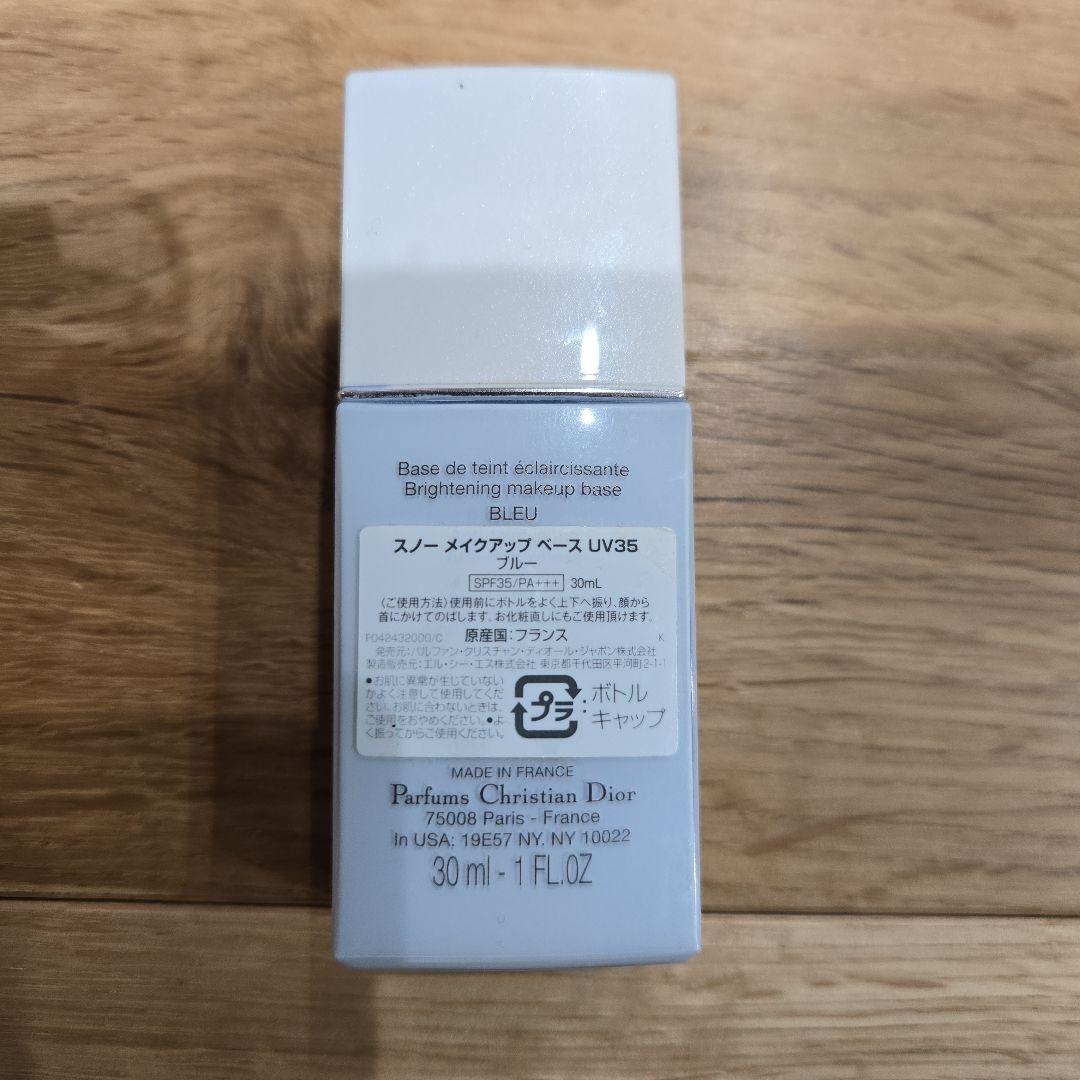 Base de teint éclaircissante
Brightening makeup base
BLEU
スノー メイクアップ ベース UV35
ブルー
SPF35/PA+++ 30mL
〈ご使用方法〉使用前にボトルをよく上下へ振り、顔から
首にかけてのばします。お化粧直しにもご使用頂けます。
F042432000/C 原産国:フランス K
発売元:パルファン・クリスチャン・ディオール・ジャポン株式会社
製造販売元:エル・シー・エス株式会社 東京都千代田区平河町2-1-1
●お肌に異常が生じていない
かよく注意して使用してくだ
さい。お肌に合わないときは、
ご使用をおやめください。●よ
く振ってからご使用ください。
プラ : ボトル
キャップ
MADE IN FRANCE
Parfums Christian Dior
75008 Paris - France
In USA: 19E57 NY. NY 10022
30 ml - 1 FL.OZ